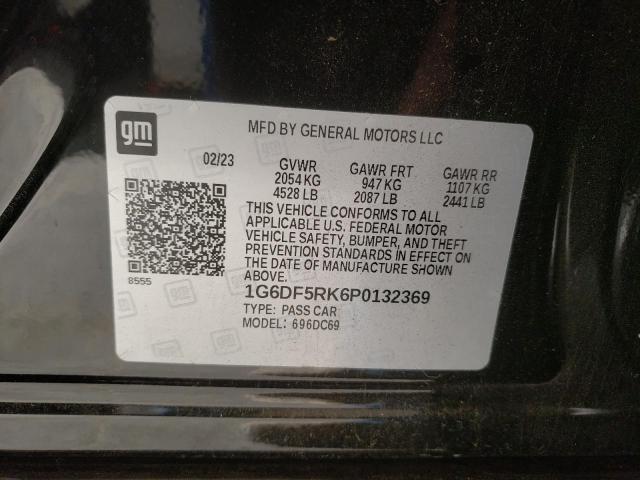 gm
MFD BY GENERAL MOTORS LLC
02/23 GVWR GAWR FRT GAWR RR
2054 KG 947 KG 1107 KG
4528 LB 2087 LB 2441 LB
THIS VEHICLE CONFORMS TO ALL
APPLICABLE U.S. FEDERAL MOTOR
VEHICLE SAFETY, BUMPER, AND THEFT
PREVENTION STANDARDS IN EFFECT ON
THE DATE OF MANUFACTURE SHOWN
ABOVE.
8555
1G6DF5RK6P0132369
TYPE: PASS CAR
MODEL: 696DC69